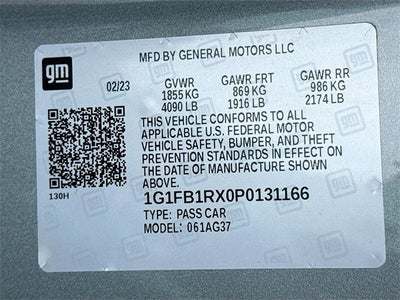 gm
MFD BY GENERAL MOTORS LLC
02/23 GVWR GAWR FRT GAWR RR
1855 KG 869 KG 986 KG
4090 LB 1916 LB 2174 LB
THIS VEHICLE CONFORMS TO ALL
APPLICABLE U.S. FEDERAL MOTOR
VEHICLE SAFETY, BUMPER, AND THEFT
PREVENTION STANDARDS IN EFFECT ON
THE DATE OF MANUFACTURE SHOWN ABOVE.
130H
1G1FB1RX0P0131166
TYPE: PASS CAR
MODEL: 061AG37